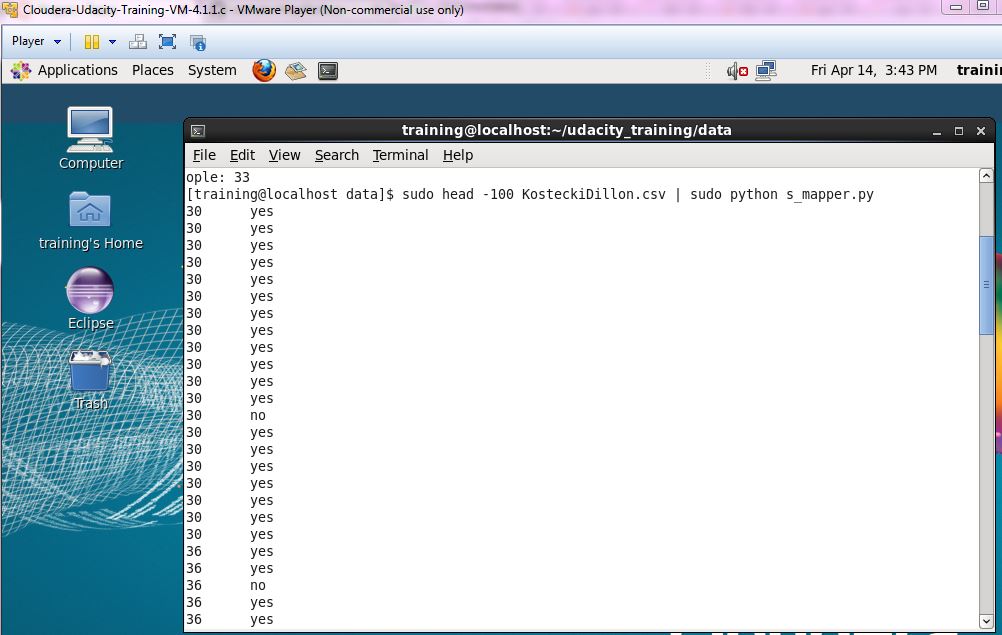 Cloudera-Udacity-Training-VM-4.1.1.c - VMware Player (Non-commercial use only)
Player
Applications Places System Fri Apr 14, 3:43 PM traini
Computer
training's Home
Eclipse
Trash
training@localhost:~/udacity_training/data
File Edit View Search Terminal Help
ople: 33
[training@localhost data]$ sudo head -100 KosteckiDillon.csv | sudo python s_mapper.py
30 yes
30 yes
30 yes
30 yes
30 yes
30 yes
30 yes
30 yes
30 yes
30 yes
30 yes
30 yes
30 no
30 yes
30 yes
30 yes
30 yes
30 yes
30 yes
30 yes
36 yes
36 yes
36 no
36 yes
36 yes